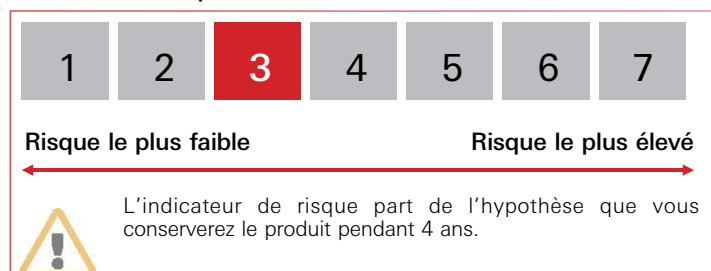 1 2 3 4 5 6 7
Risque le plus faible Risque le plus élevé
L'indicateur de risque part de l'hypothèse que vous
conserverez le produit pendant 4 ans.